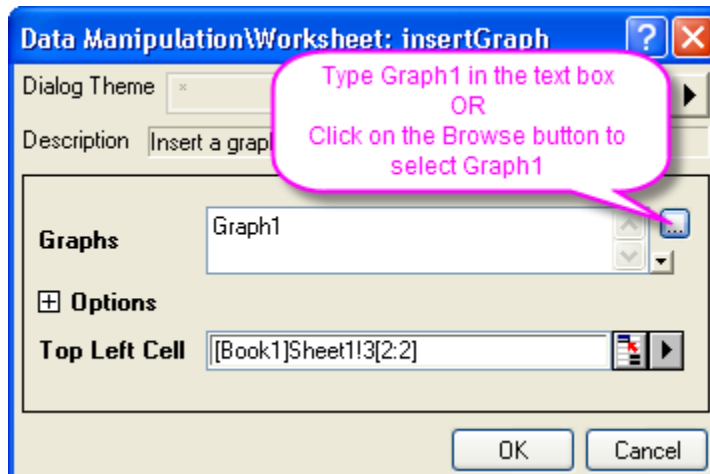 Data Manipulation\Worksheet: insertGraph
Type Graph1 in the text box
OR
Click on the Browse button to
select Graph1
Dialog Theme *
Description Insert a grap
Graphs Graph1
Options
Top Left Cell [Book1]Sheet1!3[2:2]
OK Cancel